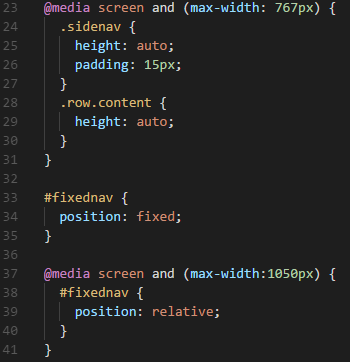 23 @media screen and (max-width: 767px) {
24 .sidenav {
25 height: auto;
26 padding: 15px;
27 }
28 .row.content {
29 height: auto;
30 }
31 }
32
33 #fixednav {
34 position: fixed;
35 }
36
37 @media screen and (max-width:1050px) {
38 #fixednav {
39 position: relative;
40 }
41 }